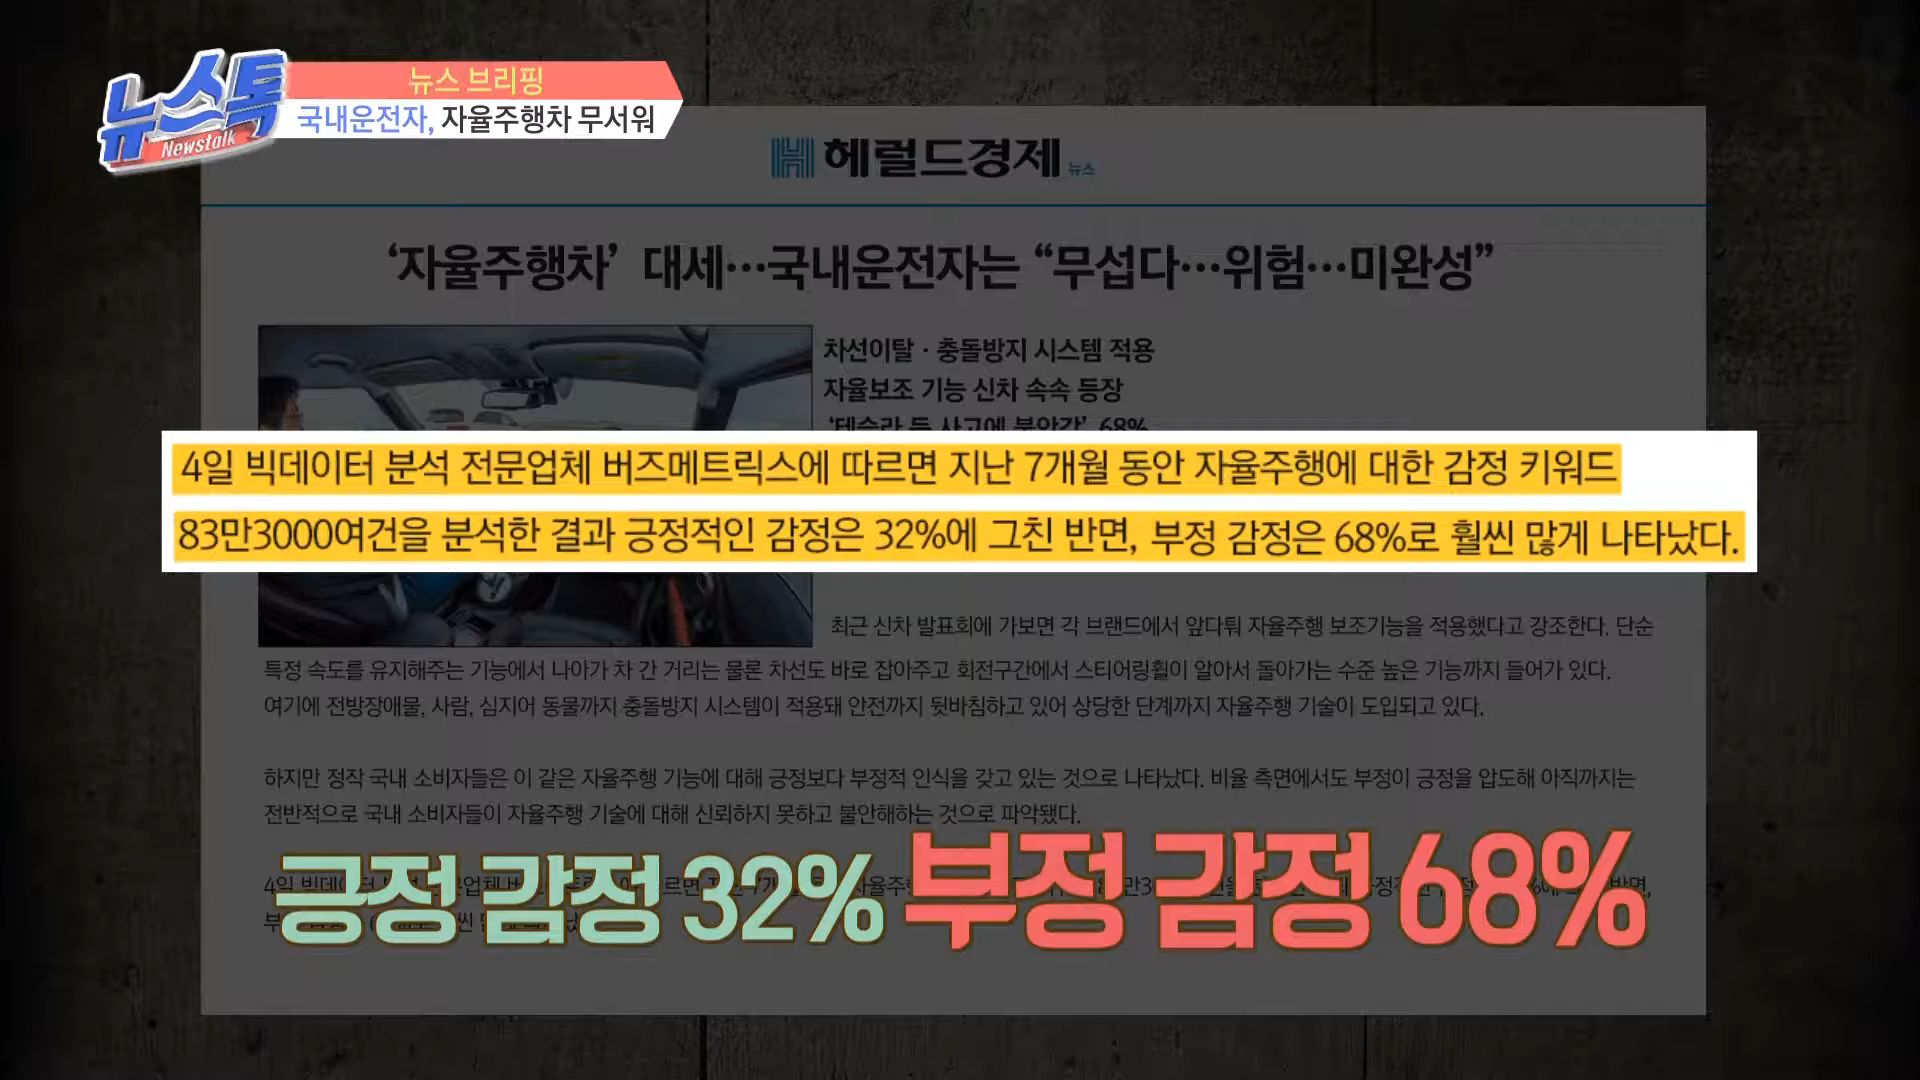 뉴스톡
Newstalk
뉴스 브리핑
국내운전자, 자율주행차 무서워
헤럴드경제 뉴스
‘자율주행차’ 대세…국내운전자는 “무섭다…위험…미완성”
차선이탈 · 충돌방지 시스템 적용
자율보조 기능 신차 속속 등장
‘테슬라 등 사고에 불안감’ 68%
4일 빅데이터 분석 전문업체 버즈메트릭스에 따르면 지난 7개월 동안 자율주행에 대한 감정 키워드
83만3000여건을 분석한 결과 긍정적인 감정은 32%에 그친 반면, 부정 감정은 68%로 훨씬 많게 나타났다.
최근 신차 발표회에 가보면 각 브랜드에서 앞다퉈 자율주행 보조기능을 적용했다고 강조한다. 단순
특정 속도를 유지해주는 기능에서 나아가 차 간 거리는 물론 차선도 바로 잡아주고 회전구간에서 스티어링휠이 알아서 돌아가는 수준 높은 기능까지 들어가 있다.
여기에 전방장애물, 사람, 심지어 동물까지 충돌방지 시스템이 적용돼 안전까지 뒷바침하고 있어 상당한 단계까지 자율주행 기술이 도입되고 있다.
하지만 정작 국내 소비자들은 이 같은 자율주행 기능에 대해 긍정보다 부정적 인식을 갖고 있는 것으로 나타났다. 비율 측면에서도 부정이 긍정을 압도해 아직까지는
전반적으로 국내 소비자들이 자율주행 기술에 대해 신뢰하지 못하고 불안해하는 것으로 파악됐다.
긍정 감정 32% 부정 감정 68%